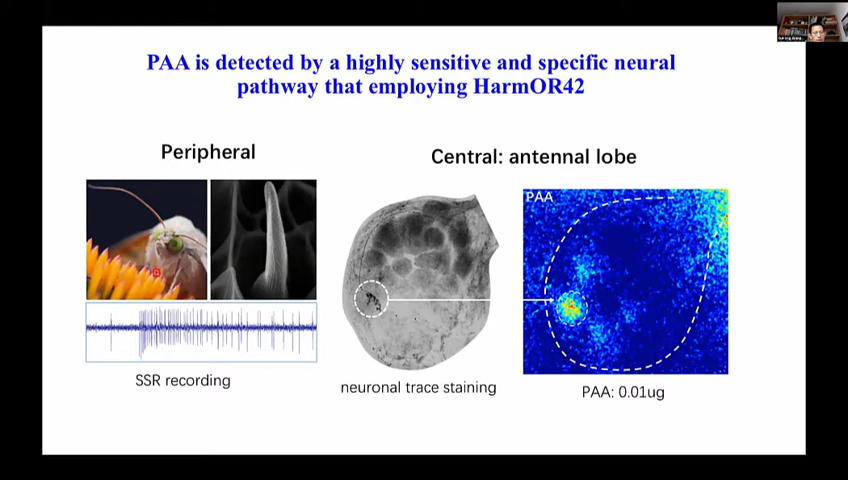 PAA is detected by a highly sensitive and specific neural
pathway that employing HarmOR42
Peripheral
Central: antennal lobe
PAA
SSR recording
neuronal trace staining
PAA: 0.01ug